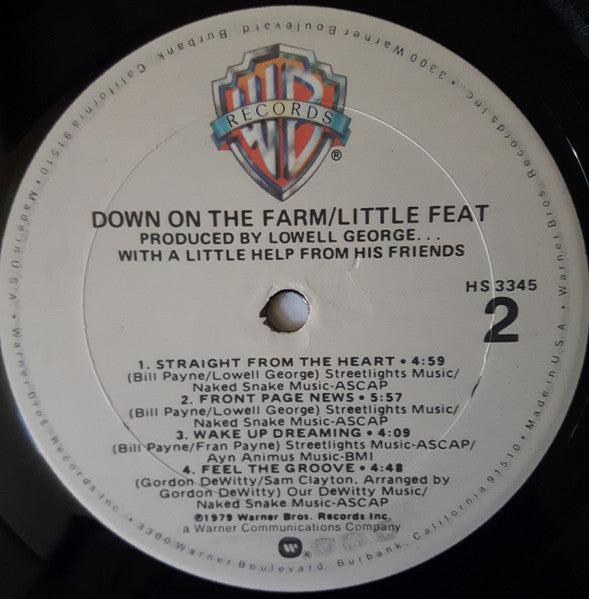 WB
RECORDS
®
DOWN ON THE FARM/LITTLE FEAT
PRODUCED BY LOWELL GEORGE...
WITH A LITTLE HELP FROM HIS FRIENDS
HS 3345
2
1. STRAIGHT FROM THE HEART • 4:59
(Bill Payne/Lowell George) Streetlights Music/
Naked Snake Music-ASCAP
2. FRONT PAGE NEWS • 5:57
(Bill Payne/Lowell George) Streetlights Music/
Naked Snake Music-ASCAP
3. WAKE UP DREAMING • 4:09
(Bill Payne/Fran Payne) Streetlights Music-ASCAP/
Ayn Animus Music-BMI
4. FEEL THE GROOVE • 4:48
(Gordon DeWitty/Sam Clayton. Arranged by
Gordon DeWitty) Our DeWitty Music/
Naked Snake Music-ASCAP
℗1979 Warner Bros. Records Inc.
a Warner Communications Company
W ®
• 3300 Warner Boulevard, Burbank, California 91510 • Made in U.S.A. • Warner Bros. Records Inc. • 3300 Warner Boulevard, Burbank, California 91510 • Made in U.S.A. • Warner Bros. Records Inc.